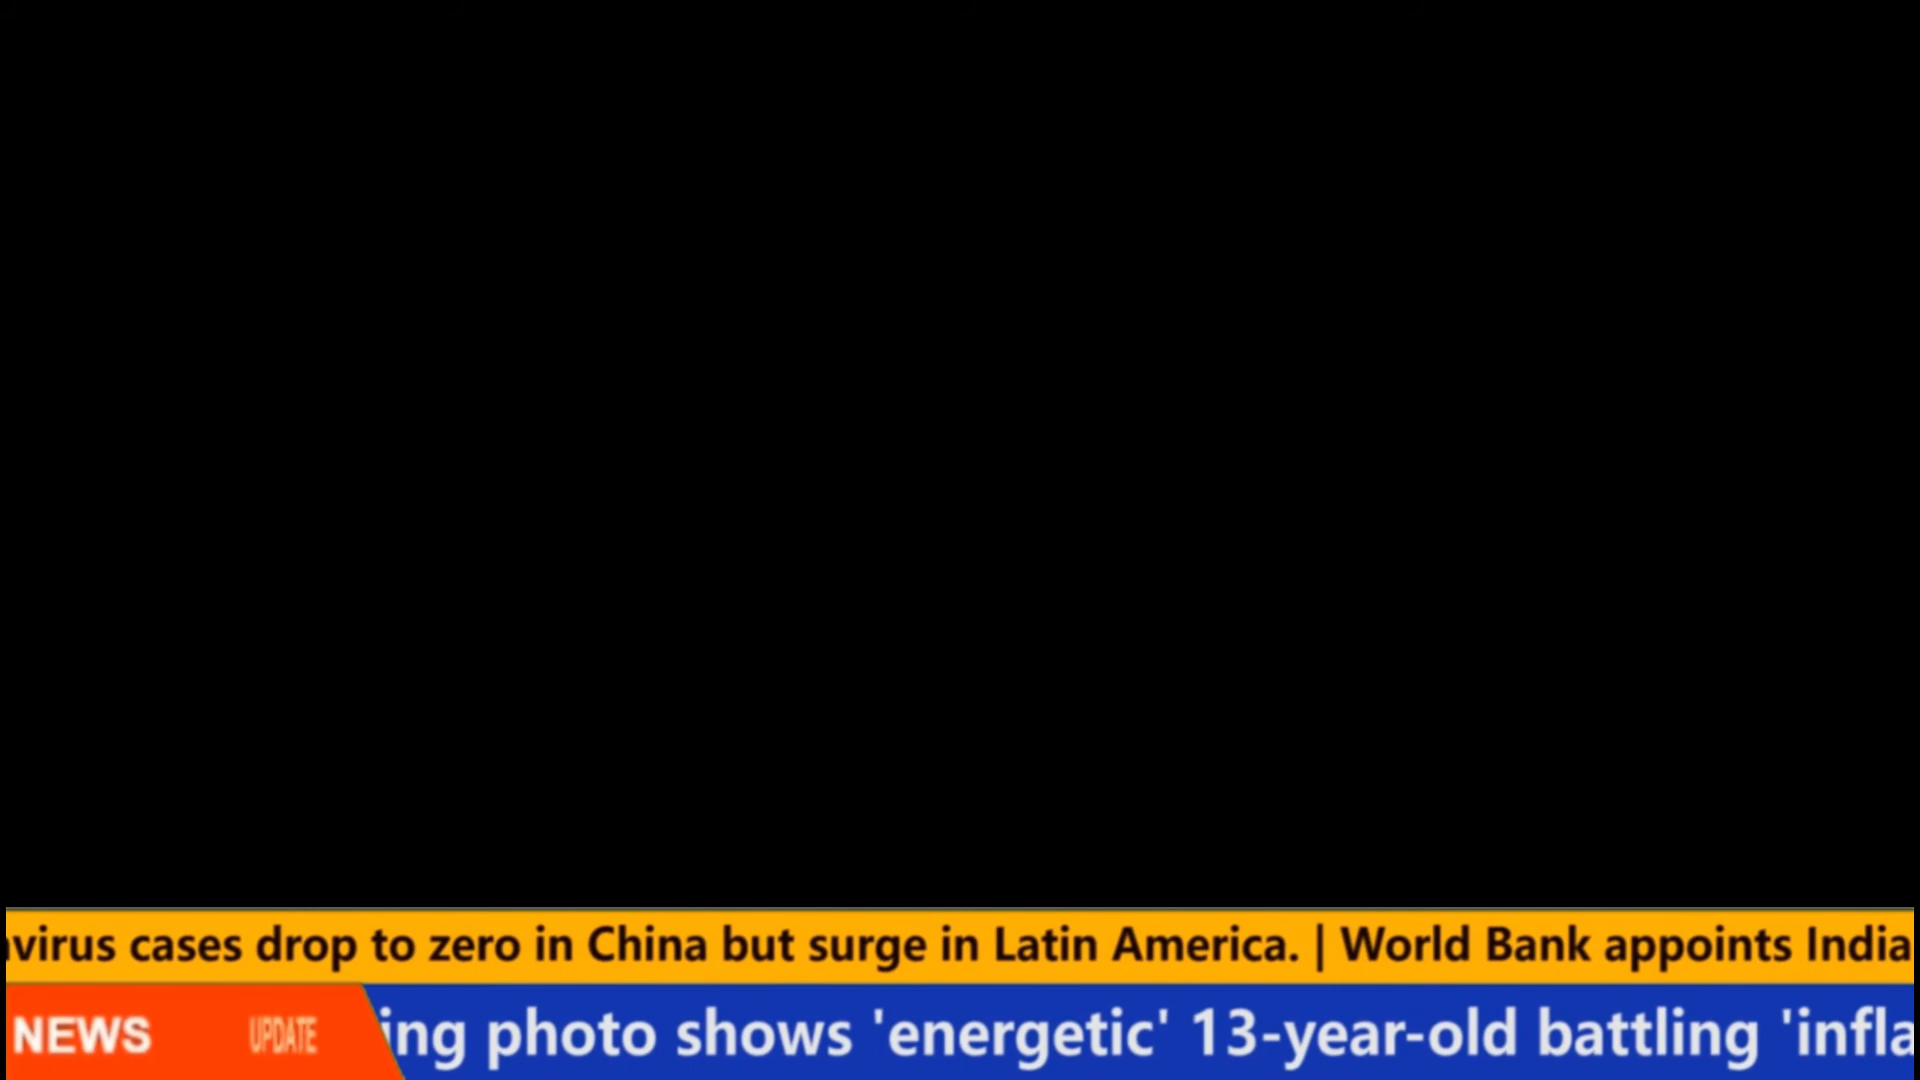 virus cases drop to zero in China but surge in Latin America. | World Bank appoints India
NEWS UPDATE ing photo shows 'energetic' 13-year-old battling 'infla